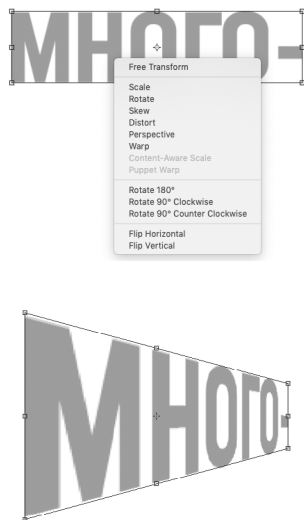 МНОГО-
Free Transform
Scale
Rotate
Skew
Distort
Perspective
Warp
Content-Aware Scale
Puppet Warp
Rotate 180°
Rotate 90° Clockwise
Rotate 90° Counter Clockwise
Flip Horizontal
Flip Vertical
МНОГО-